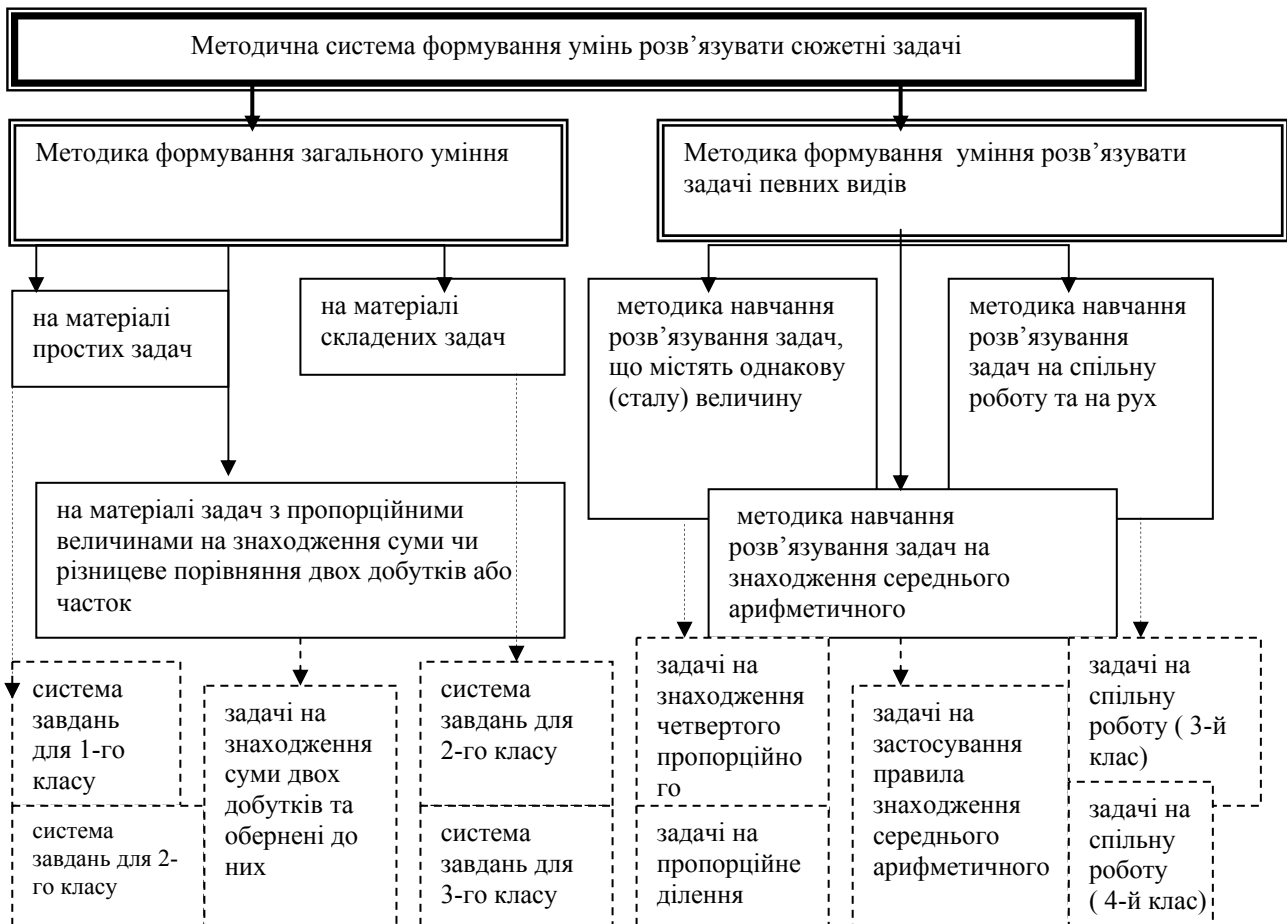 Методична система формування умінь розв’язувати сюжетні задачі
Методика формування загального уміння
Методика формування уміння розв’язувати
задачі певних видів
на матеріалі
простих задач
на матеріалі
складених задач
методика навчання
розв’язування задач,
що містять однакову
(сталу) величину
методика навчання
розв’язування
задач на спільну
роботу та на рух
на матеріалі задач з пропорційними
величинами на знаходження суми чи
різницеве порівняння двох добутків або
часток
методика навчання
розв’язування задач на
знаходження середнього
арифметичного
система
завдань
для 1-го
класу
система
завдань для 2-
го класу
задачі на
знаходження
суми двох
добутків та
обернені до
них
система
завдань для
2-го класу
система
завдань для
3-го класу
задачі на
знаходження
четвертого
пропорційно
го
задачі на
пропорційне
ділення
задачі на
застосування
правила
знаходження
середнього
арифметичного
задачі на
спільну
роботу ( 3-й
клас)
задачі на
спільну
роботу
( 4-й клас)